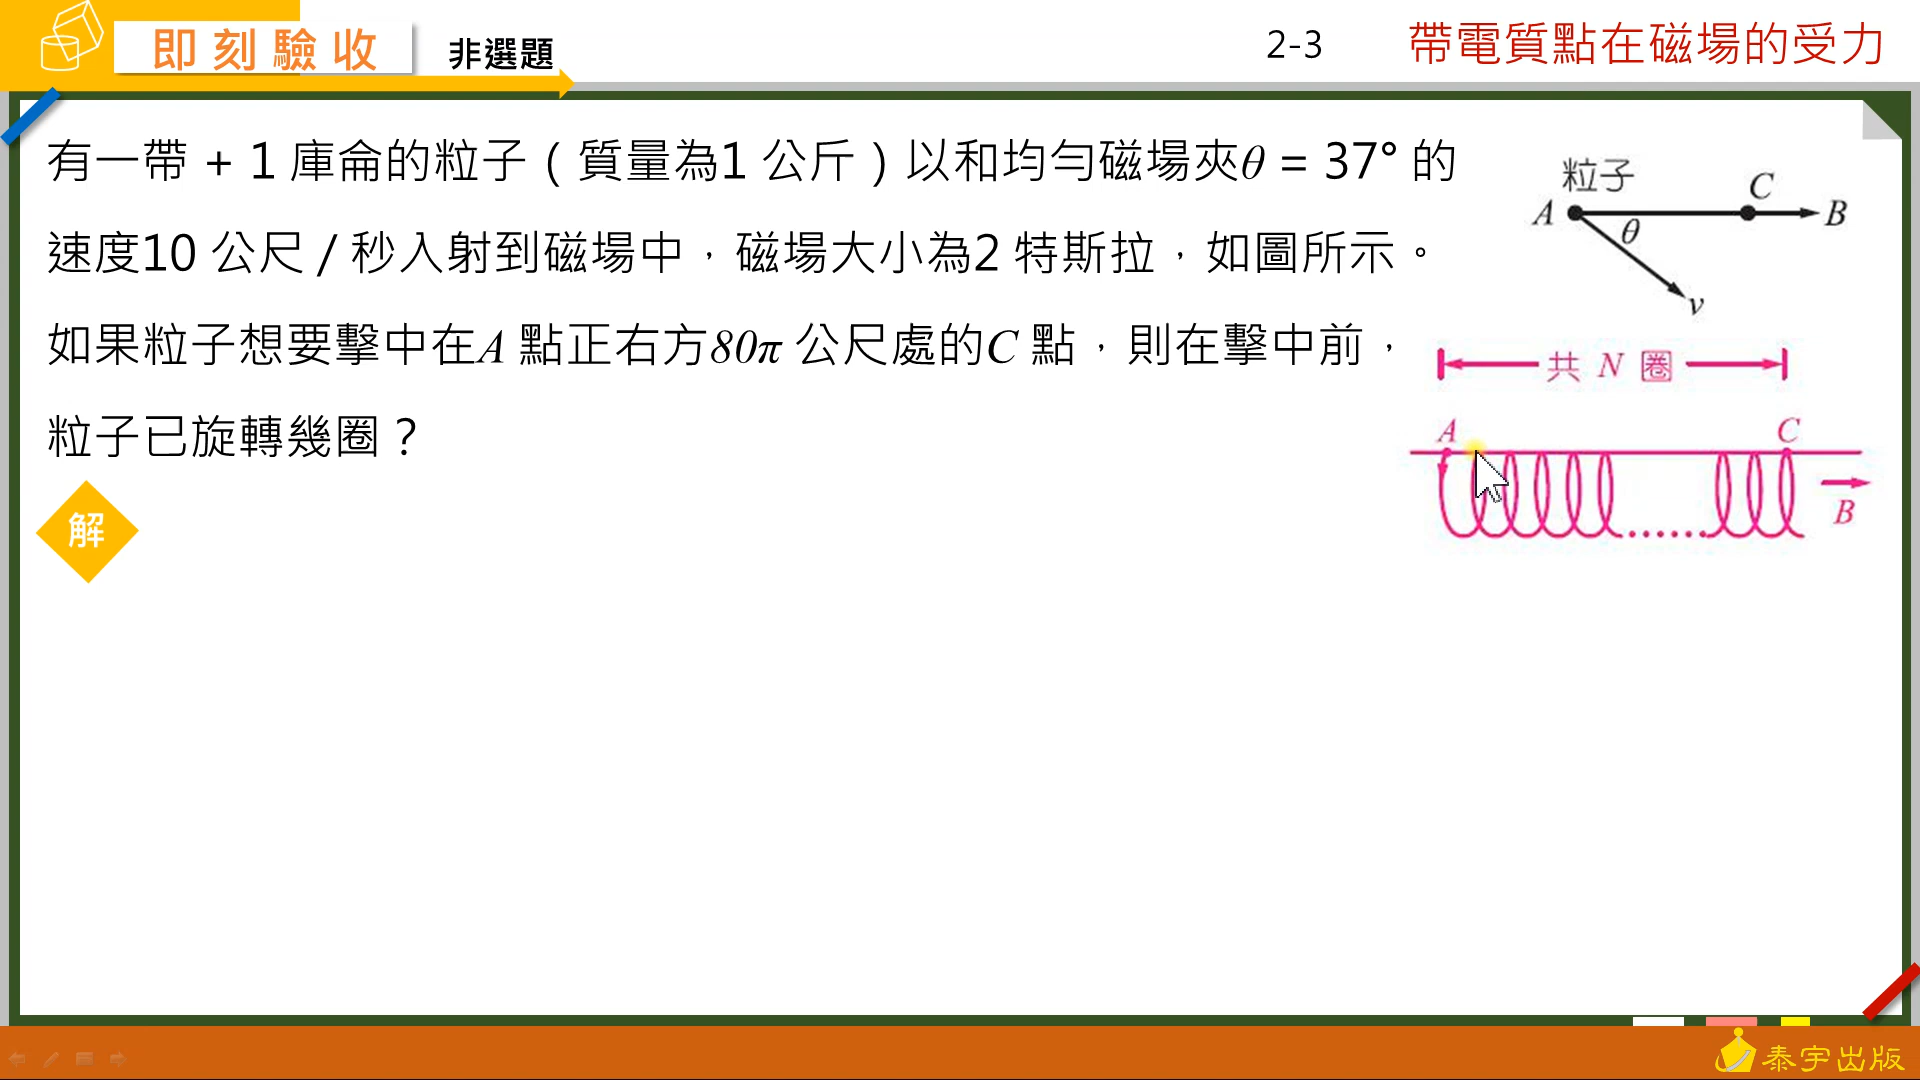 即刻驗收
非選題
2-3
帶電質點在磁場的受力
有一帶 + 1 庫侖的粒子（質量為1 公斤）以和均勻磁場夾θ = 37° 的
速度10 公尺 / 秒入射到磁場中，磁場大小為2 特斯拉，如圖所示。
如果粒子想要擊中在A 點正右方80π 公尺處的C 點，則在擊中前，
粒子已旋轉幾圈？
粒子
A
C
B
θ
v
共 N 圈
A
C
B
解
泰宇出版